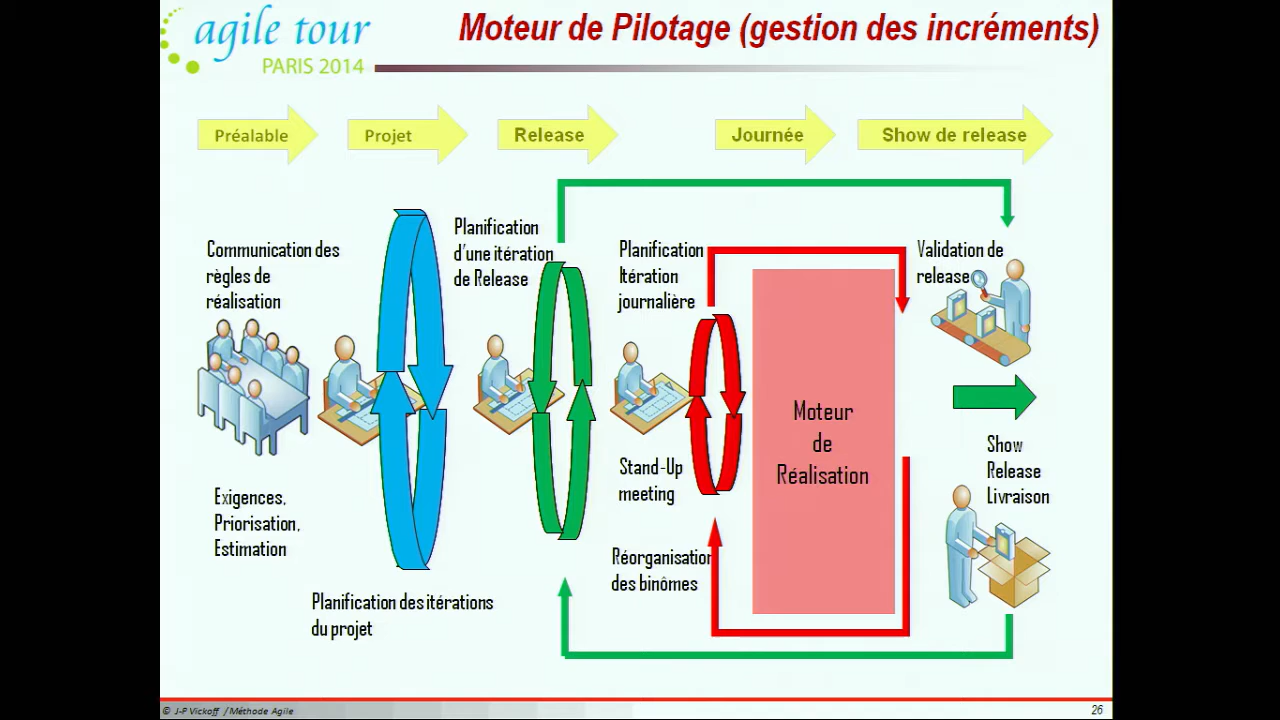 agile tour
PARIS 2014
Moteur de Pilotage (gestion des incréments)
Préalable
Projet
Release
Journée
Show de release
Communication des
règles de
réalisation
Planification
d'une itération
de Release
Planification
Itération
journalière
Validation de
release
Moteur
de
Réalisation
Stand-Up
meeting
Show
Release
Livraison
Exigences,
Priorisation,
Estimation
Réorganisation
des binômes
Planification des itérations
du projet
© J-P Vickoff /Méthode Agile
26